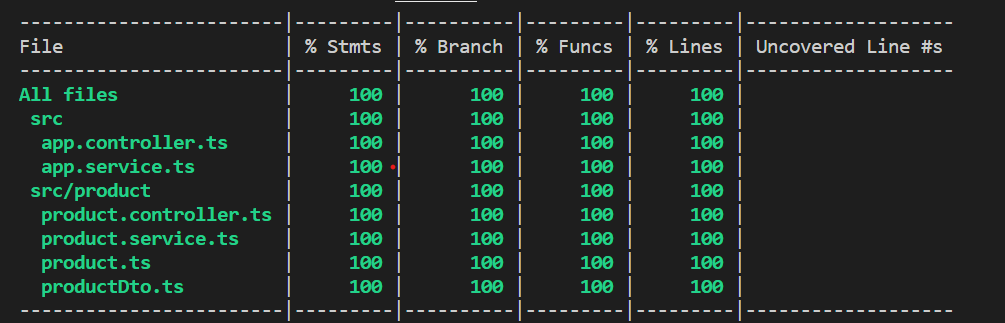 ------------------------|---------|----------|---------|---------|-------------------
File                    | % Stmts | % Branch | % Funcs | % Lines | Uncovered Line #s
------------------------|---------|----------|---------|---------|-------------------
All files               |     100 |      100 |     100 |     100 |
 src                    |     100 |      100 |     100 |     100 |
  app.controller.ts     |     100 |      100 |     100 |     100 |
  app.service.ts        |     100 |      100 |     100 |     100 |
 src/product            |     100 |      100 |     100 |     100 |
  product.controller.ts |     100 |      100 |     100 |     100 |
  product.service.ts    |     100 |      100 |     100 |     100 |
  product.ts            |     100 |      100 |     100 |     100 |
  productDto.ts         |     100 |      100 |     100 |     100 |
------------------------|---------|----------|---------|---------|-------------------